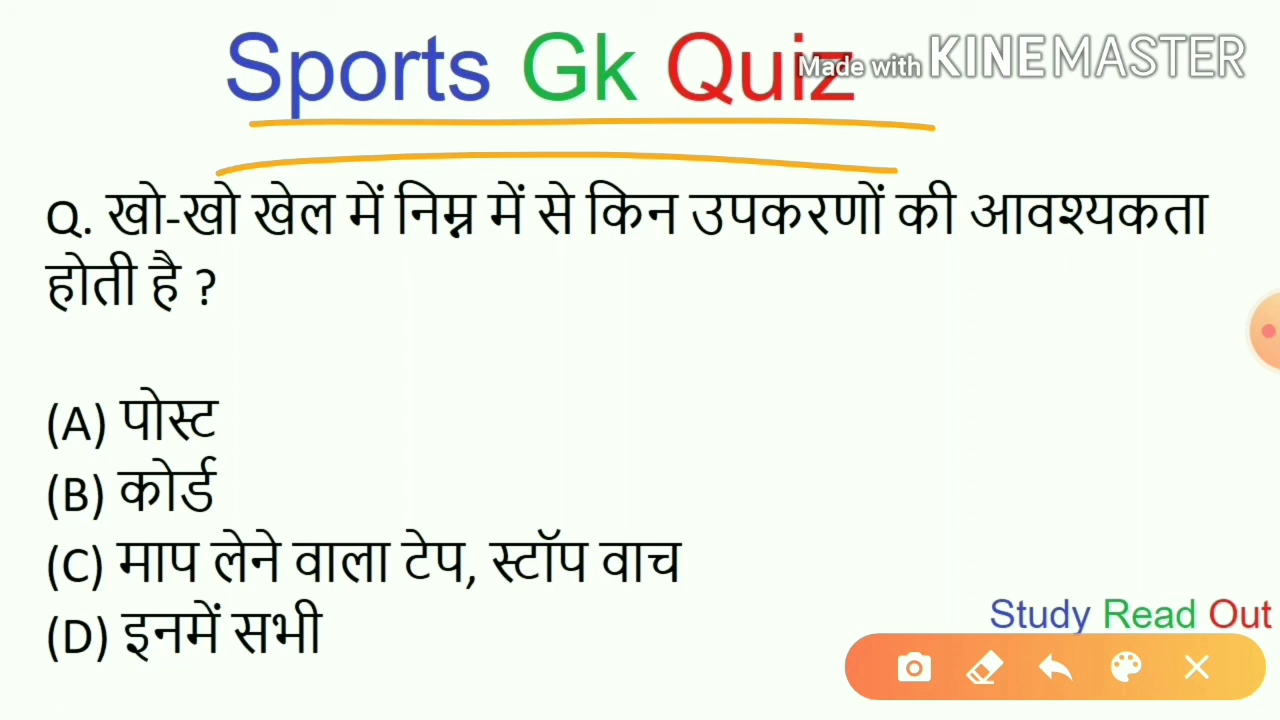 Sports Gk Quiz
Made with KINEMASTER
Q. खो-खो खेल में निम्न में से किन उपकरणों की आवश्यकता
होती है ?
(A) पोस्ट
(B) कोर्ड
(C) माप लेने वाला टेप, स्टॉप वाच
(D) इनमें सभी
Study Read Out